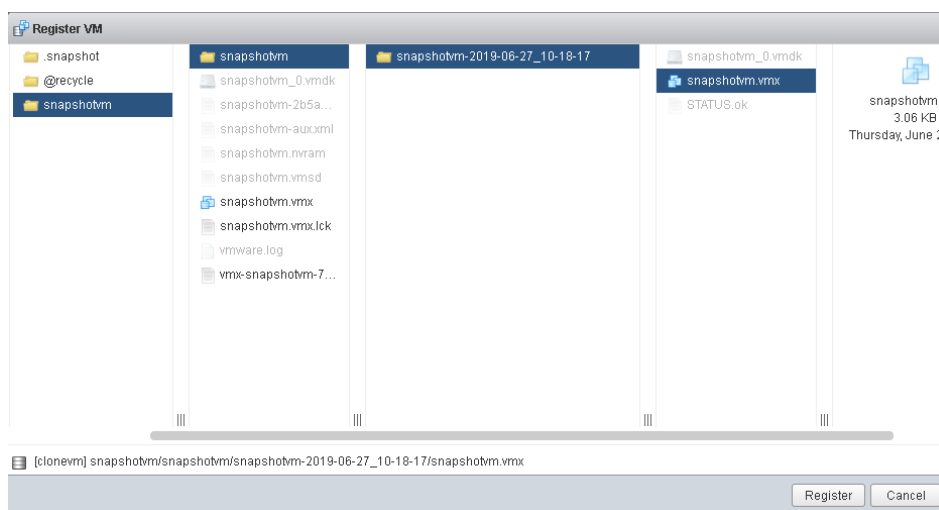 Register VM
.snapshot
@recycle
snapshotvm
snapshotvm
snapshotvm_0.vmdk
snapshotvm-2b5a...
snapshotvm-aux.xml
snapshotvm.nvram
snapshotvm.vmsd
snapshotvm.vmx
snapshotvm.vmx.lck
vmware.log
vmx-snapshotvm-7...
snapshotvm-2019-06-27_10-18-17
snapshotvm_0.vmdk
snapshotvm.vmx
STATUS.ok
snapshotvm
3.06 KB
Thursday, June 2
[clonevm] snapshotvm/snapshotvm/snapshotvm-2019-06-27_10-18-17/snapshotvm.vmx
Register
Cancel